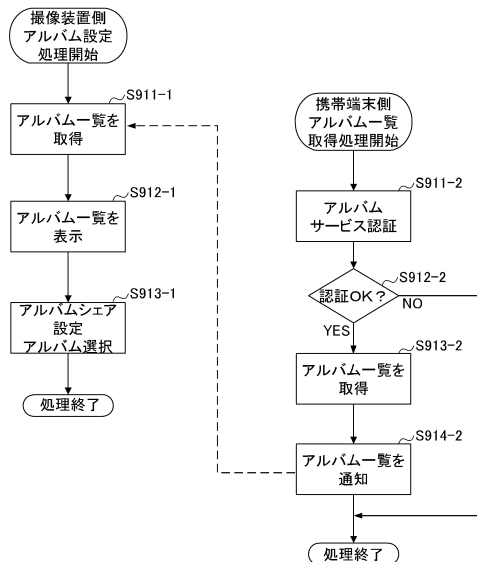 撮像装置側
アルバム設定
処理開始
S911-1
アルバム一覧を
取得
S912-1
アルバム一覧を
表示
S913-1
アルバムシェア
設定
アルバム選択
処理終了
携帯端末側
アルバム一覧
取得処理開始
S911-2
アルバム
サービス認証
S912-2
認証OK？
NO
YES
S913-2
アルバム一覧を
取得
S914-2
アルバム一覧を
通知
処理終了